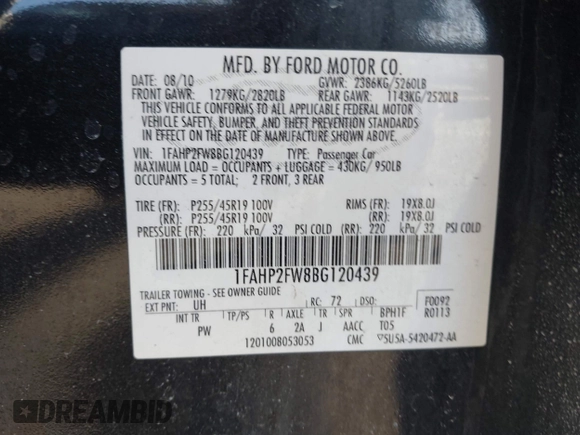 MFD. BY FORD MOTOR CO.
DATE: 08/10 GVWR: 2386KG/5260LB
FRONT GAWR: 1279KG/2820LB REAR GAWR: 1143KG/2520LB
THIS VEHICLE CONFORMS TO ALL APPLICABLE FEDERAL MOTOR
VEHICLE SAFETY, BUMPER, AND THEFT PREVENTION STANDARDS
IN EFFECT ON THE DATE OF MANUFACTURE SHOWN ABOVE.
VIN: 1FAHP2FW8BG120439 TYPE: Passenger Car
MAXIMUM LOAD = OCCUPANTS + LUGGAGE = 430KG/ 950LB
OCCUPANTS = 5 TOTAL; 2 FRONT, 3 REAR
TIRE (FR): P255/45R19 100V RIMS (FR): 19X8.0J
(RR): P255/45R19 100V (RR): 19X8.0J
PRESSURE (FR): 220 kPa/ 32 PSI COLD (RR): 220 kPa/ 32 PSI COLD
1FAHP2FW8BG120439
TRAILER TOWING - SEE OWNER GUIDE
EXT PNT: UH RC: 72 DSO: F0092
INT TR TP/PS R AXLE TR SPR BPH1F R0113
PW 6 2A J AACC TOS
1201008053053 CMC 5U5A-5420472-AA
DREAMBID